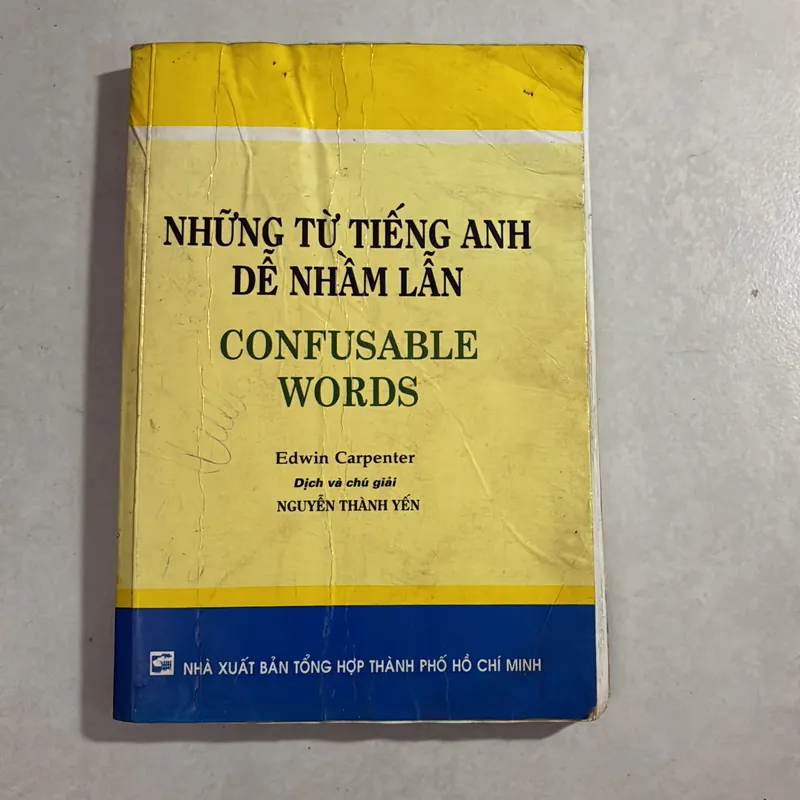 NHỮNG TỪ TIẾNG ANH
DỄ NHẦM LẪN
CONFUSABLE
WORDS
Edwin Carpenter
Dịch và chú giải
NGUYỄN THÀNH YẾN
NHÀ XUẤT BẢN TỔNG HỢP THÀNH PHỐ HỒ CHÍ MINH